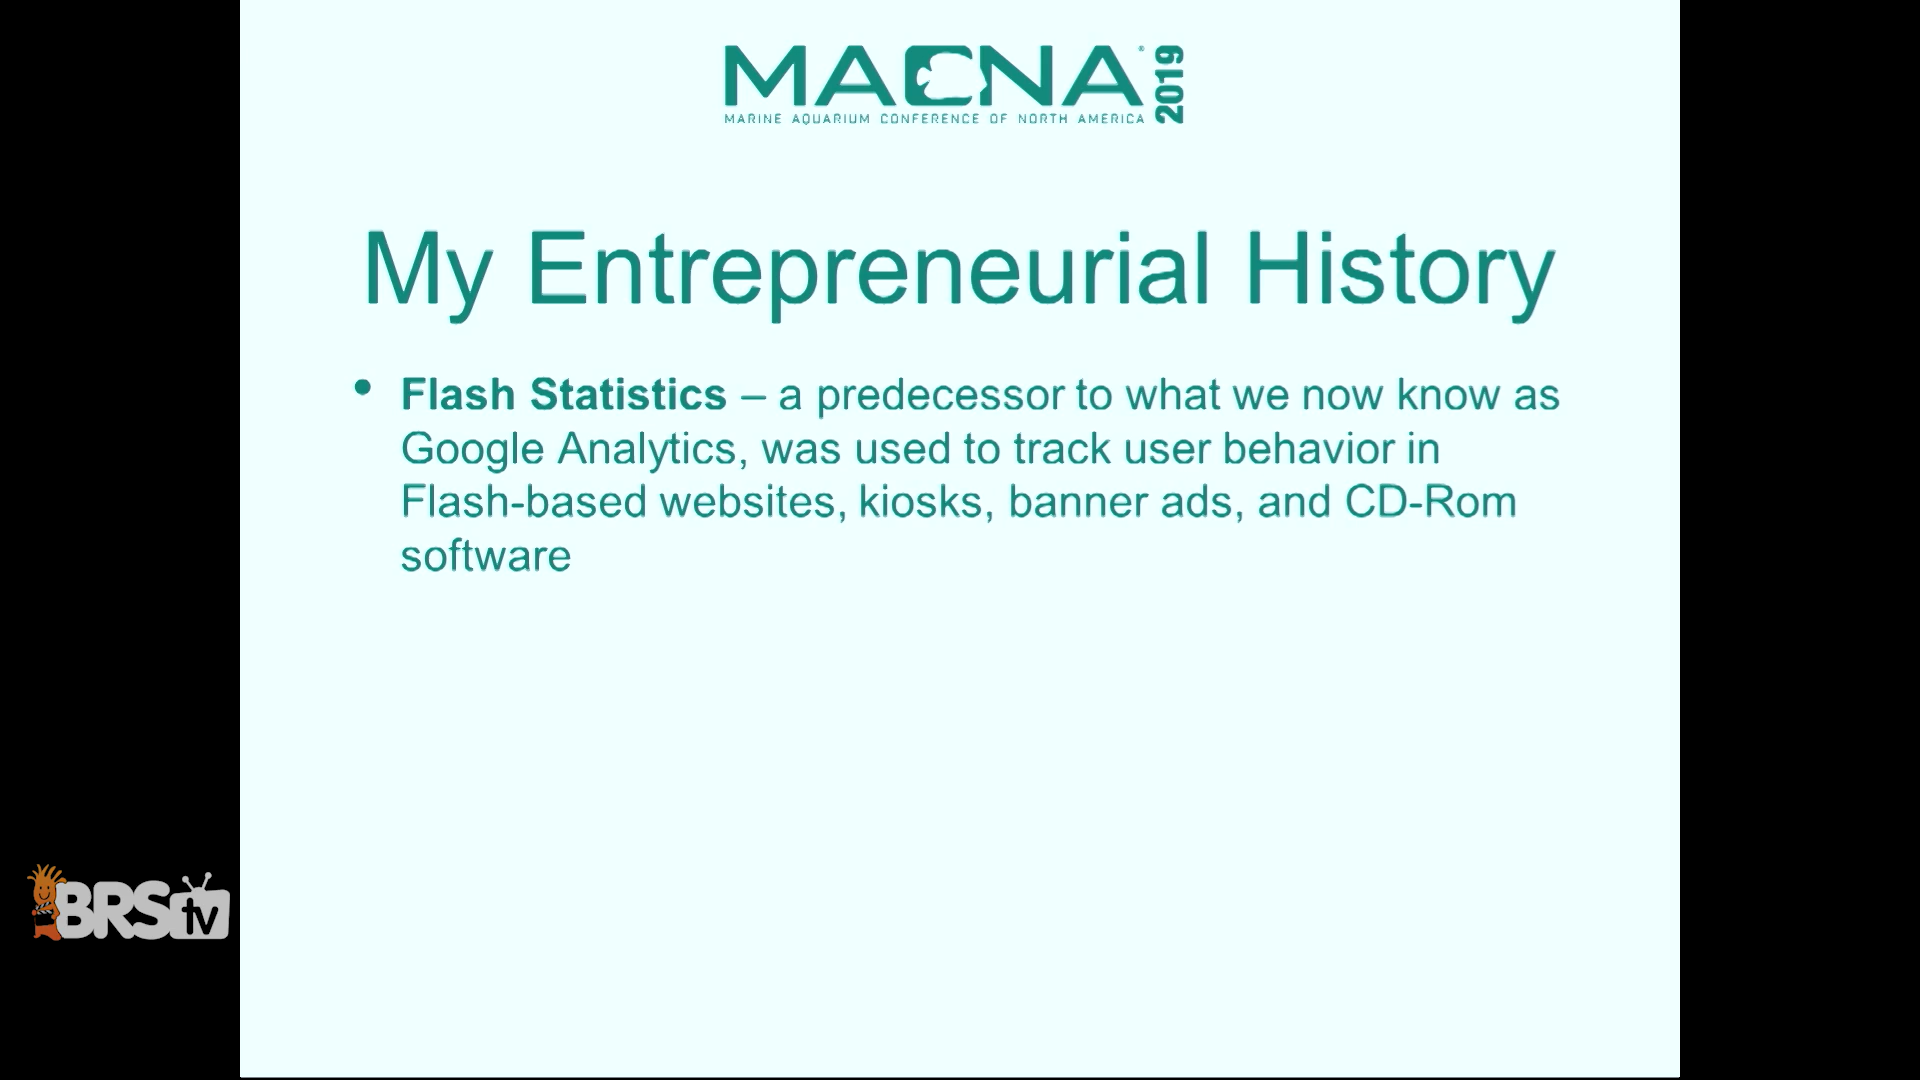 MACNA® 2019
MARINE AQUARIUM CONFERENCE OF NORTH AMERICA
My Entrepreneurial History
• Flash Statistics – a predecessor to what we now know as
Google Analytics, was used to track user behavior in
Flash-based websites, kiosks, banner ads, and CD-Rom
software
BRStv